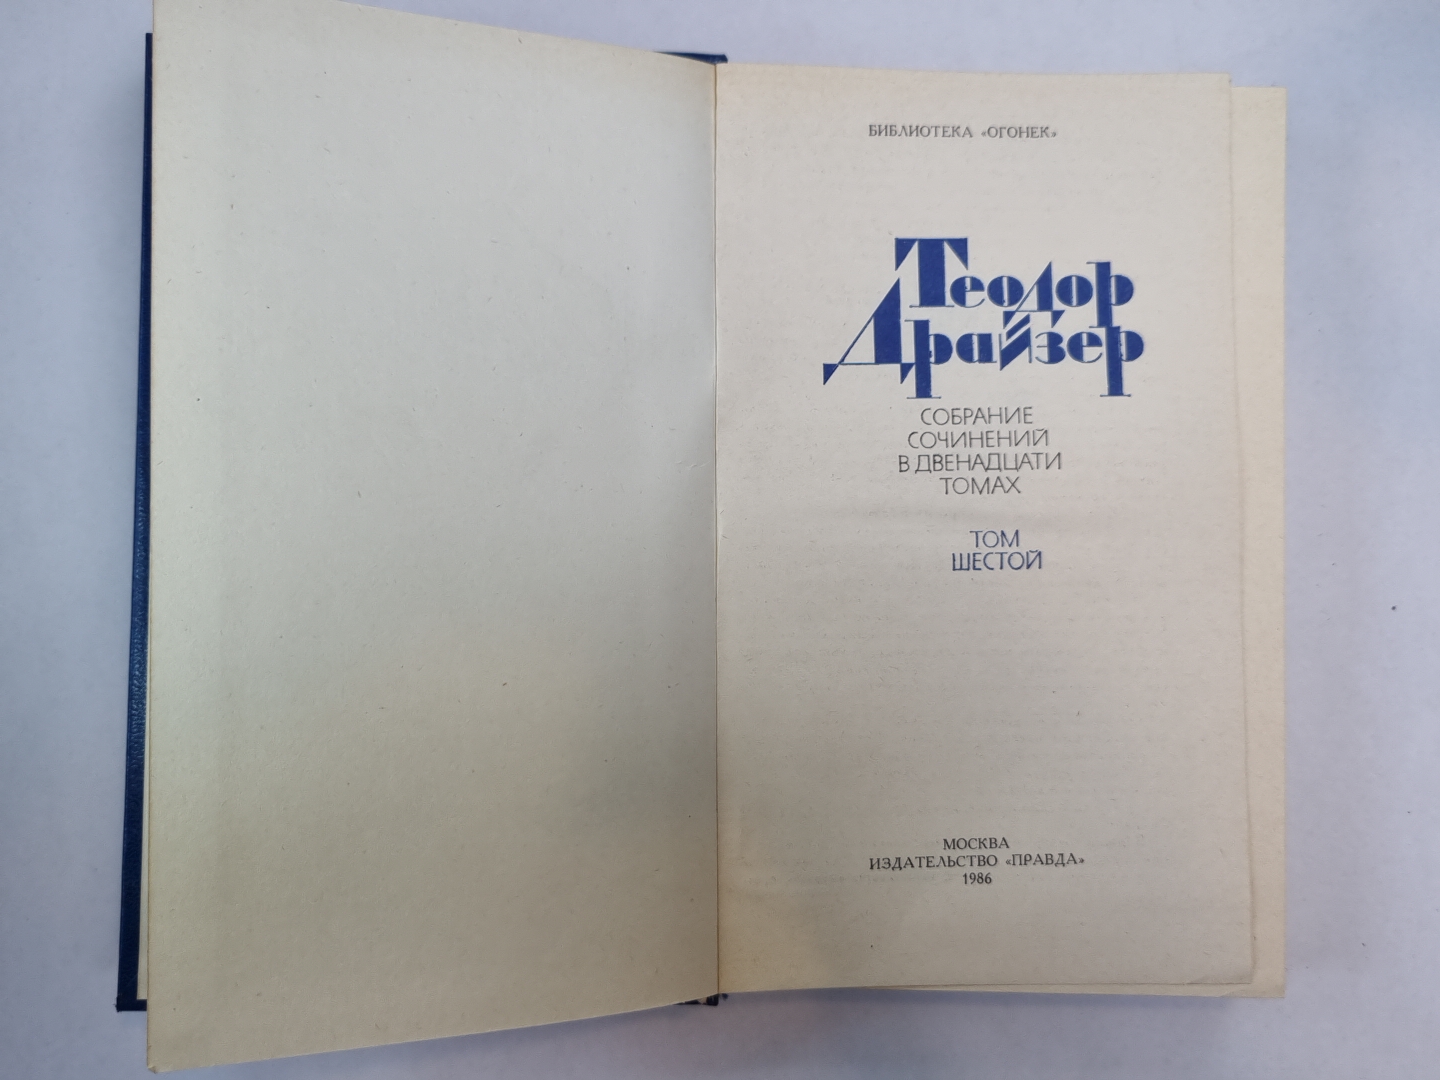 БИБЛИОТЕКА «ОГОНЕК»
Теодор
Драйзер
СОБРАНИЕ
СОЧИНЕНИЙ
В ДВЕНАДЦАТИ
ТОМАХ
ТОМ
ШЕСТОЙ
МОСКВА
ИЗДАТЕЛЬСТВО «ПРАВДА»
1986